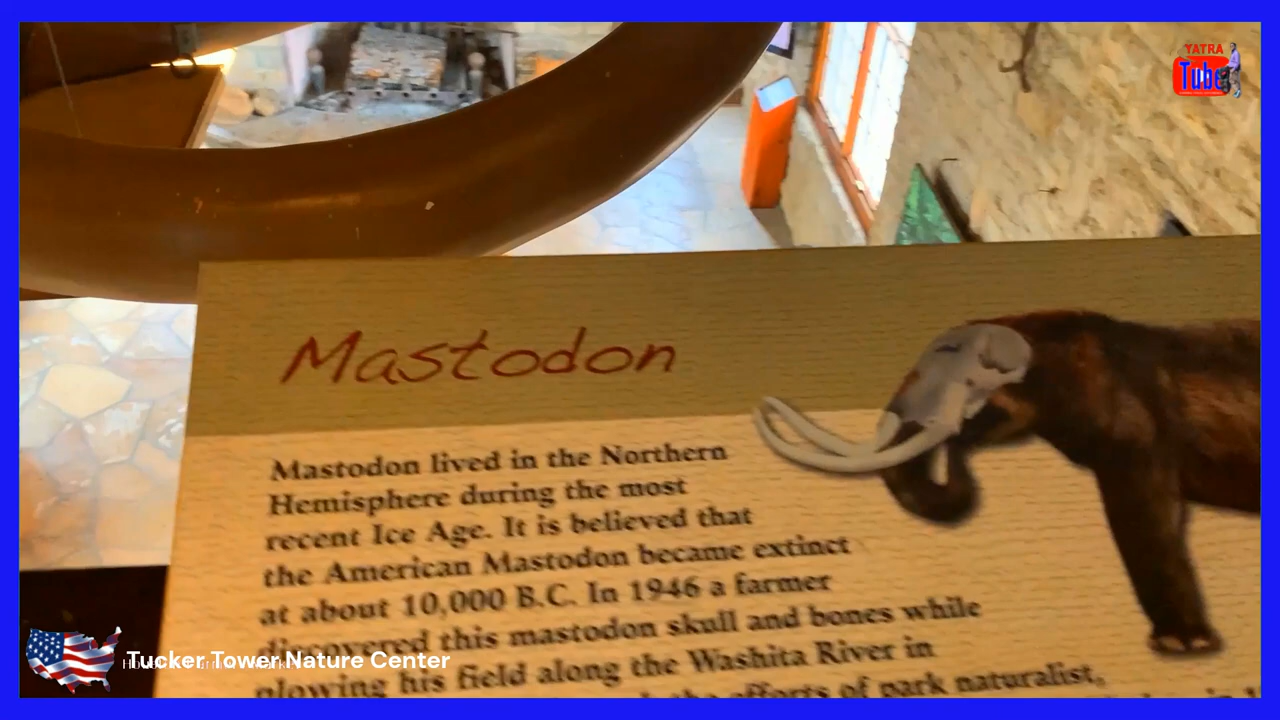 YATRA
Tube
Mastodon
Mastodon lived in the Northern
Hemisphere during the most
recent Ice Age. It is believed that
the American Mastodon became extinct
at about 10,000 B.C. In 1946 a farmer
discovered this mastodon skull and bones while
plowing his field along the Washita River in
the efforts of park naturalist,
Tucker Tower Nature Center